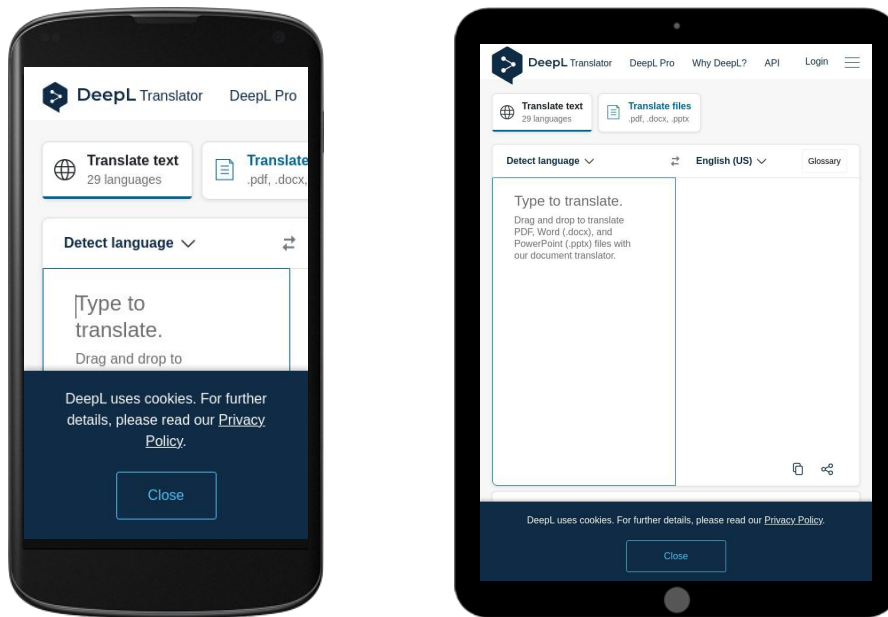 DeepL Translator DeepL Pro
Translate text
29 languages
Translate
.pdf, .docx,
Detect language
Type to
translate.
Drag and drop to
DeepL uses cookies. For further
details, please read our Privacy
Policy.
Close
DeepL Translator DeepL Pro Why DeepL? API Login
Translate text
29 languages
Translate files
.pdf, .docx, .pptx
Detect language English (US) Glossary
Type to translate.
Drag and drop to translate
PDF, Word (.docx), and
PowerPoint (.pptx) files with
our document translator.
DeepL uses cookies. For further details, please read our Privacy Policy.
Close